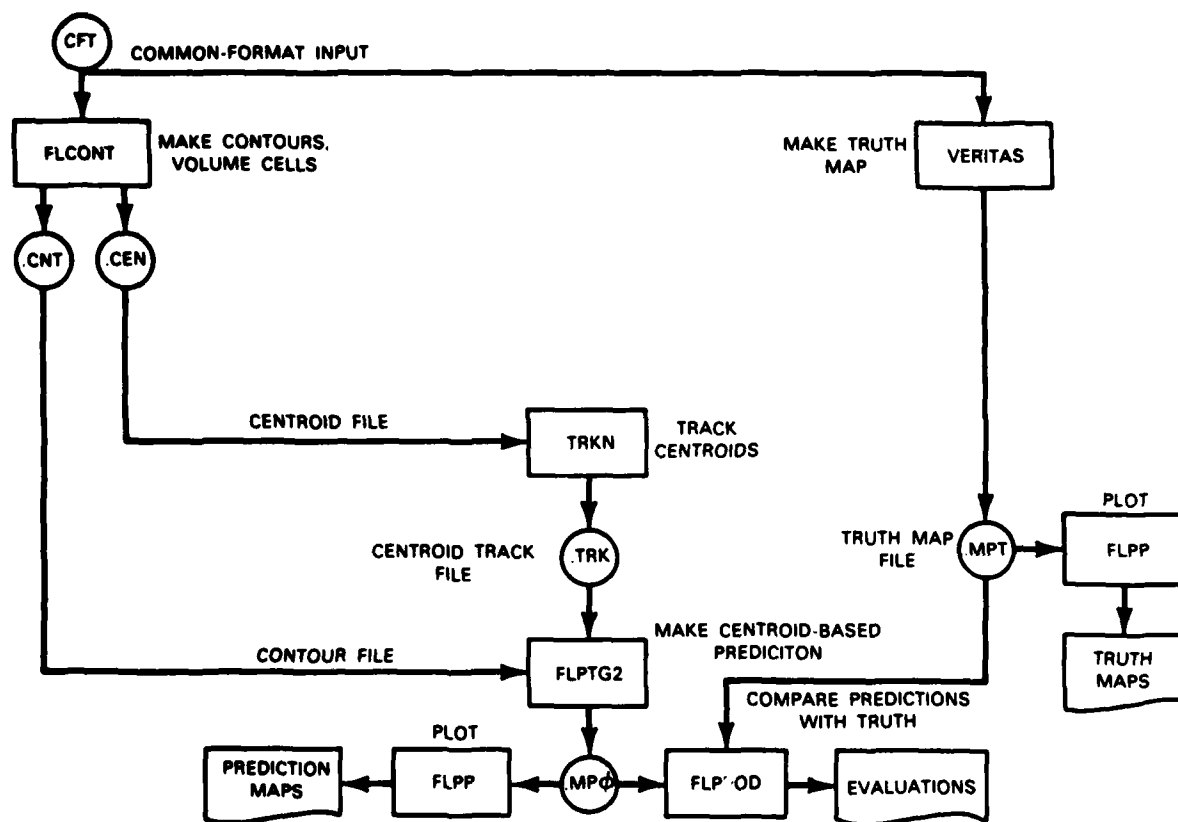 CFT
COMMON-FORMAT INPUT
FLCONT
MAKE CONTOURS,
VOLUME CELLS
MAKE TRUTH
MAP
VERITAS
.CNT
.CEN
CENTROID FILE
TRKN
TRACK
CENTROIDS
CENTROID TRACK
FILE
.TRK
TRUTH MAP
FILE
.MPT
PLOT
FLPP
TRUTH
MAPS
CONTOUR FILE
FLPTG2
MAKE CENTROID-BASED
PREDICITON
COMPARE PREDICTIONS
WITH TRUTH
PREDICTION
MAPS
PLOT
FLPP
.MPϕ
EVALUATIONS